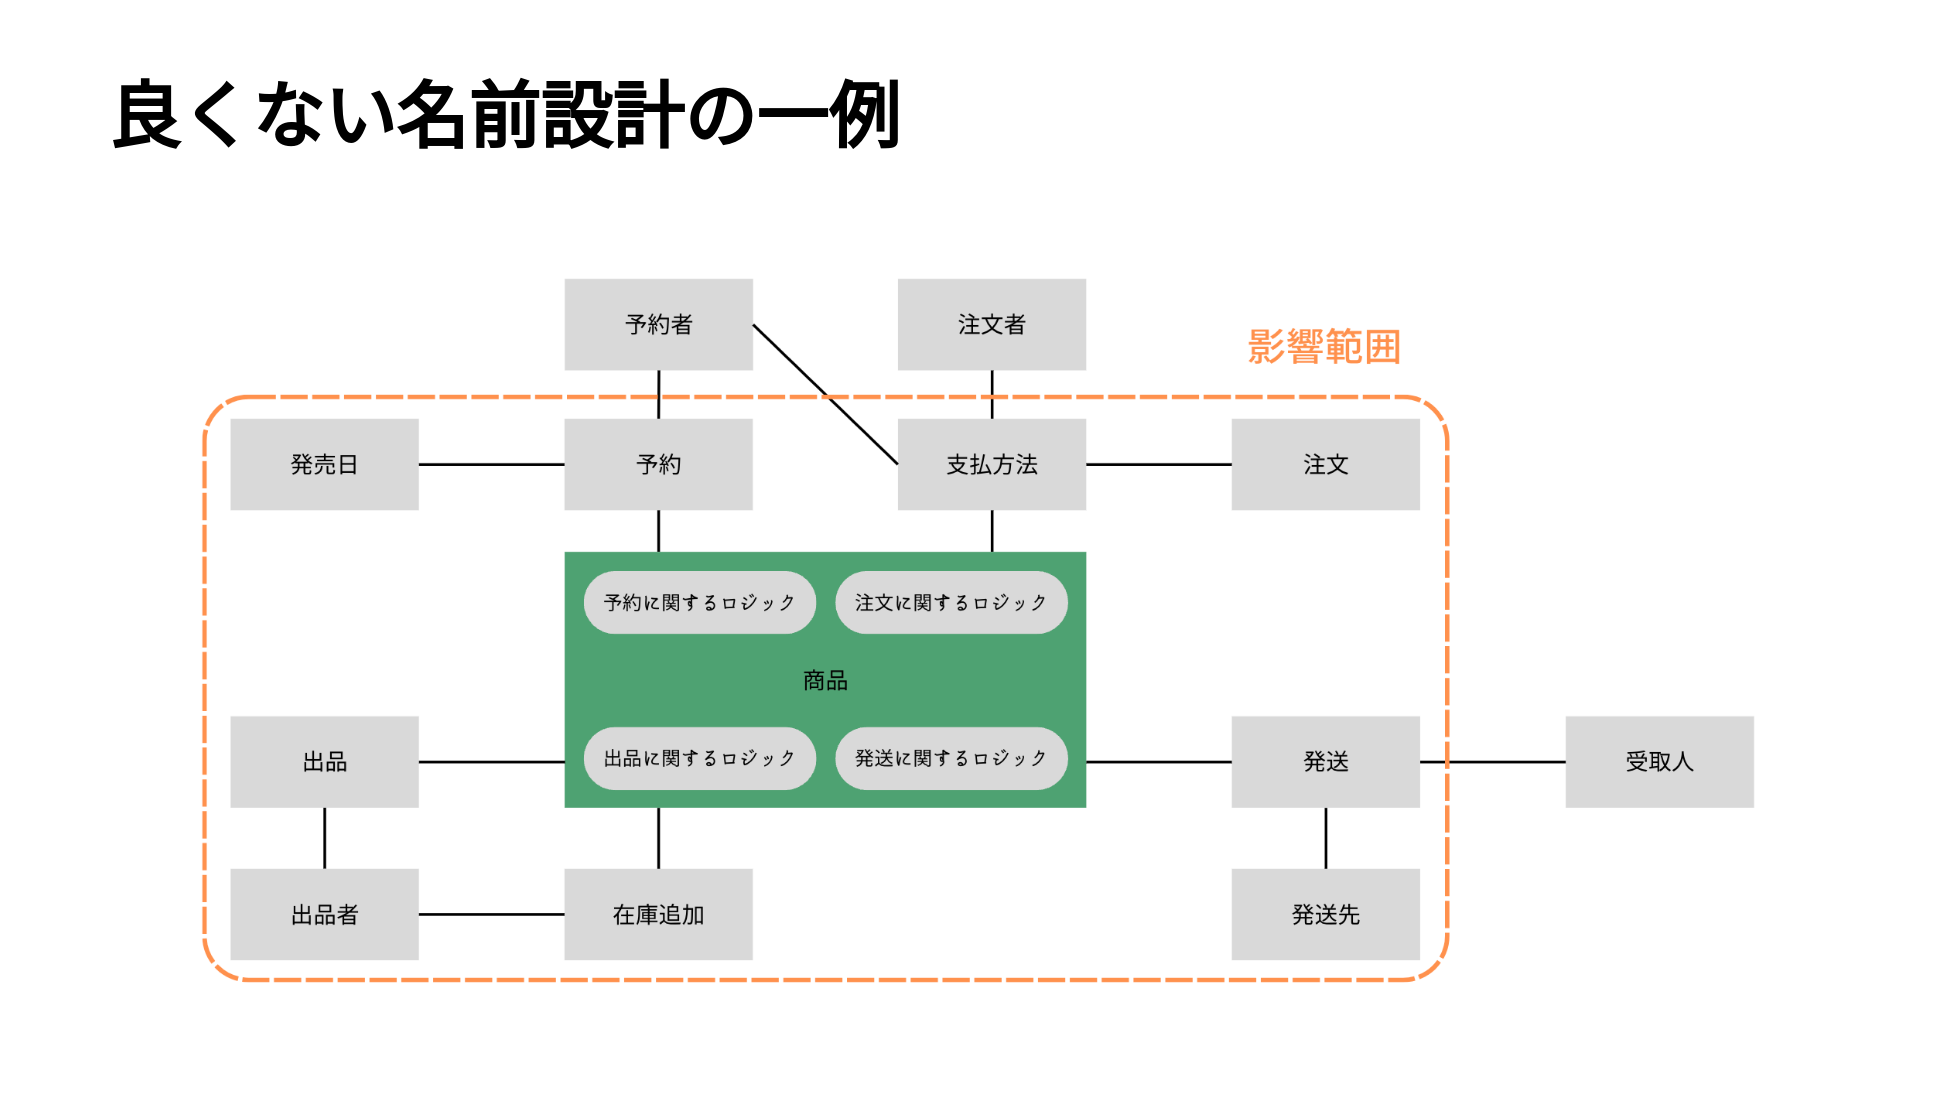 良くない名前設計の一例
予約者
注文者
影響範囲
発売日
予約
支払方法
注文
予約に関するロジック
注文に関するロジック
商品
出品に関するロジック
発送に関するロジック
出品
発送
受取人
出品者
在庫追加
発送先